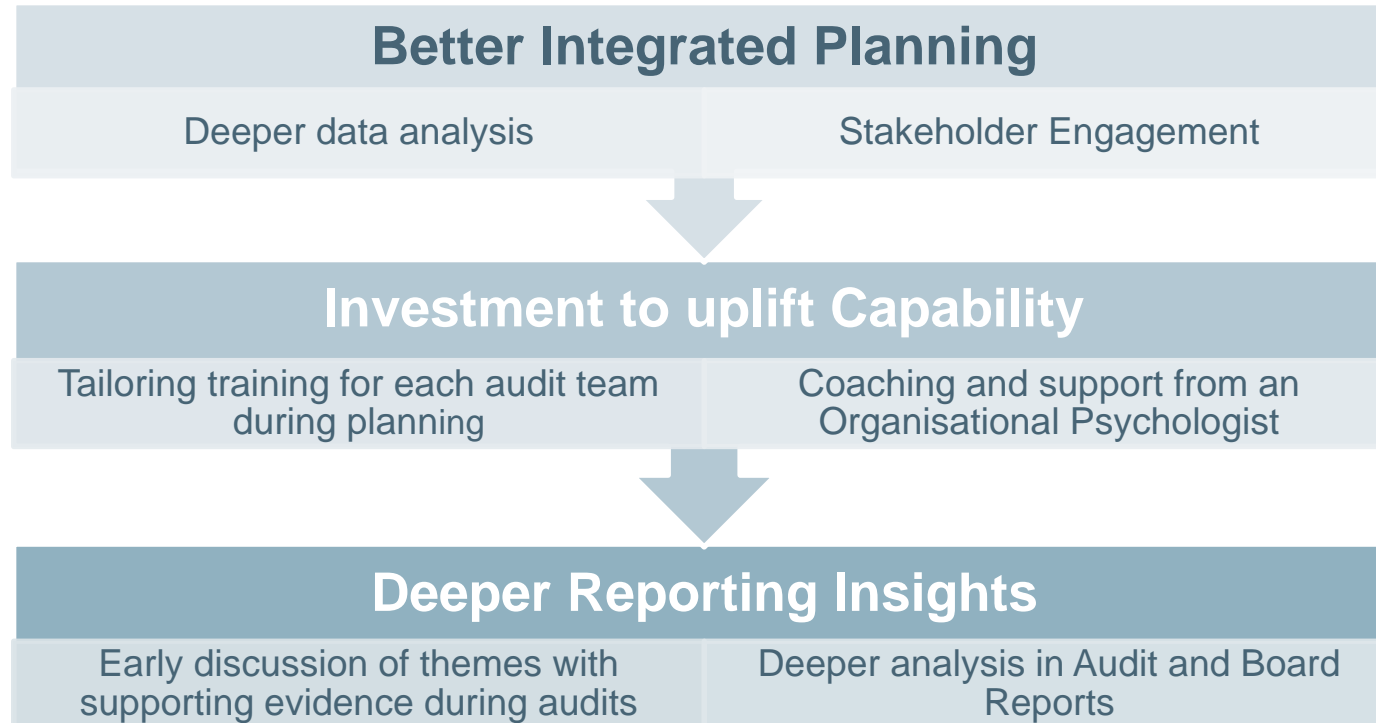 Better Integrated Planning
Deeper data analysis
Stakeholder Engagement
Investment to uplift Capability
Tailoring training for each audit team
during planning
Coaching and support from an
Organisational Psychologist
Deeper Reporting Insights
Early discussion of themes with
supporting evidence during audits
Deeper analysis in Audit and Board
Reports